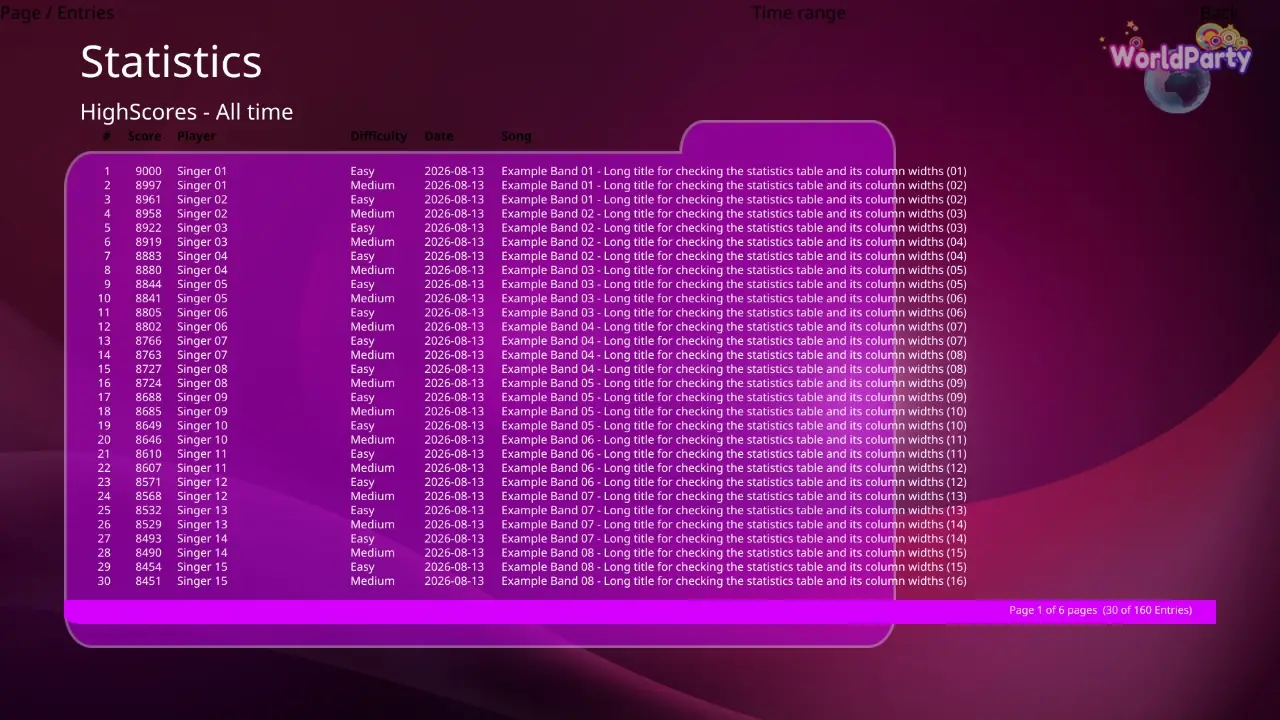 Page / Entries Time range Back
WorldParty
Statistics
HighScores - All time
# Score Player Difficulty Date Song
1 9000 Singer 01 Easy 2026-08-13 Example Band 01 - Long title for checking the statistics table and its column widths (01)
2 8997 Singer 01 Medium 2026-08-13 Example Band 01 - Long title for checking the statistics table and its column widths (02)
3 8961 Singer 02 Easy 2026-08-13 Example Band 01 - Long title for checking the statistics table and its column widths (02)
4 8958 Singer 02 Medium 2026-08-13 Example Band 02 - Long title for checking the statistics table and its column widths (03)
5 8922 Singer 03 Easy 2026-08-13 Example Band 02 - Long title for checking the statistics table and its column widths (03)
6 8919 Singer 03 Medium 2026-08-13 Example Band 02 - Long title for checking the statistics table and its column widths (04)
7 8883 Singer 04 Easy 2026-08-13 Example Band 02 - Long title for checking the statistics table and its column widths (04)
8 8880 Singer 04 Medium 2026-08-13 Example Band 03 - Long title for checking the statistics table and its column widths (05)
9 8844 Singer 05 Easy 2026-08-13 Example Band 03 - Long title for checking the statistics table and its column widths (05)
10 8841 Singer 05 Medium 2026-08-13 Example Band 03 - Long title for checking the statistics table and its column widths (06)
11 8805 Singer 06 Easy 2026-08-13 Example Band 03 - Long title for checking the statistics table and its column widths (06)
12 8802 Singer 06 Medium 2026-08-13 Example Band 04 - Long title for checking the statistics table and its column widths (07)
13 8766 Singer 07 Easy 2026-08-13 Example Band 04 - Long title for checking the statistics table and its column widths (07)
14 8763 Singer 07 Medium 2026-08-13 Example Band 04 - Long title for checking the statistics table and its column widths (08)
15 8727 Singer 08 Easy 2026-08-13 Example Band 04 - Long title for checking the statistics table and its column widths (08)
16 8724 Singer 08 Medium 2026-08-13 Example Band 05 - Long title for checking the statistics table and its column widths (09)
17 8688 Singer 09 Easy 2026-08-13 Example Band 05 - Long title for checking the statistics table and its column widths (09)
18 8685 Singer 09 Medium 2026-08-13 Example Band 05 - Long title for checking the statistics table and its column widths (10)
19 8649 Singer 10 Easy 2026-08-13 Example Band 05 - Long title for checking the statistics table and its column widths (10)
20 8646 Singer 10 Medium 2026-08-13 Example Band 06 - Long title for checking the statistics table and its column widths (11)
21 8610 Singer 11 Easy 2026-08-13 Example Band 06 - Long title for checking the statistics table and its column widths (11)
22 8607 Singer 11 Medium 2026-08-13 Example Band 06 - Long title for checking the statistics table and its column widths (12)
23 8571 Singer 12 Easy 2026-08-13 Example Band 06 - Long title for checking the statistics table and its column widths (12)
24 8568 Singer 12 Medium 2026-08-13 Example Band 07 - Long title for checking the statistics table and its column widths (13)
25 8532 Singer 13 Easy 2026-08-13 Example Band 07 - Long title for checking the statistics table and its column widths (13)
26 8529 Singer 13 Medium 2026-08-13 Example Band 07 - Long title for checking the statistics table and its column widths (14)
27 8493 Singer 14 Easy 2026-08-13 Example Band 07 - Long title for checking the statistics table and its column widths (14)
28 8490 Singer 14 Medium 2026-08-13 Example Band 08 - Long title for checking the statistics table and its column widths (15)
29 8454 Singer 15 Easy 2026-08-13 Example Band 08 - Long title for checking the statistics table and its column widths (15)
30 8451 Singer 15 Medium 2026-08-13 Example Band 08 - Long title for checking the statistics table and its column widths (16)
Page 1 of 6 pages (30 of 160 Entries)